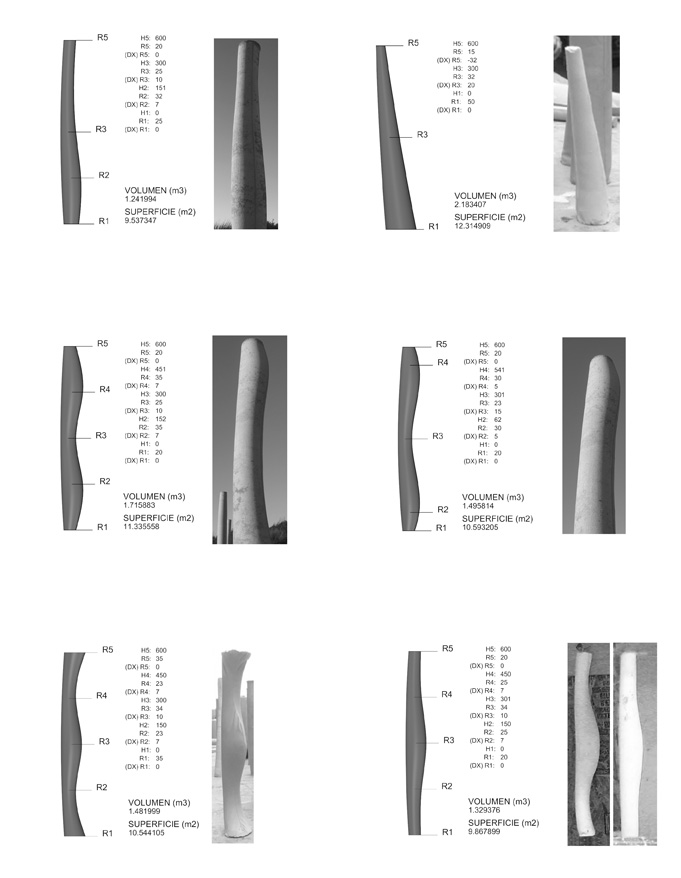 R5
H5: 600
R5: 20
(DX) R5: 0
H3: 300
R3: 25
(DX) R3: 10
H2: 151
R2: 32
(DX) R2: 7
H1: 0
R1: 25
(DX) R1: 0
R3
R2
R1
VOLUMEN (m3)
1.241994
SUPERFICIE (m2)
9.537347
R5
H5: 600
R5: 15
(DX) R5: -32
H3: 300
R3: 32
(DX) R3: 20
H1: 0
R1: 50
(DX) R1: 0
R3
R1
VOLUMEN (m3)
2.183407
SUPERFICIE (m2)
12.314909
R5
H5: 600
R5: 20
(DX) R5: 0
H4: 451
R4: 35
(DX) R4: 7
H3: 300
R3: 25
(DX) R3: 10
H2: 152
R2: 35
(DX) R2: 7
H1: 0
R1: 20
(DX) R1: 0
R4
R3
R2
R1
VOLUMEN (m3)
1.715883
SUPERFICIE (m2)
11.335558
R5
H5: 600
R5: 20
(DX) R5: 0
H4: 541
R4: 30
(DX) R4: 5
H3: 301
R3: 23
(DX) R3: 15
H2: 62
R2: 30
(DX) R2: 5
H1: 0
R1: 20
(DX) R1: 0
R4
R3
R2
R1
VOLUMEN (m3)
1.495814
SUPERFICIE (m2)
10.593205
R5
H5: 600
R5: 35
(DX) R5: 0
H4: 450
R4: 23
(DX) R4: 7
H3: 300
R3: 34
(DX) R3: 10
H2: 150
R2: 23
(DX) R2: 7
H1: 0
R1: 35
(DX) R1: 0
R4
R3
R2
R1
VOLUMEN (m3)
1.481999
SUPERFICIE (m2)
10.544105
R5
H5: 600
R5: 20
(DX) R5: 0
H4: 450
R4: 25
(DX) R4: 7
H3: 301
R3: 34
(DX) R3: 10
H2: 150
R2: 25
(DX) R2: 7
H1: 0
R1: 20
(DX) R1: 0
R4
R3
R2
R1
VOLUMEN (m3)
1.329376
SUPERFICIE (m2)
9.867899